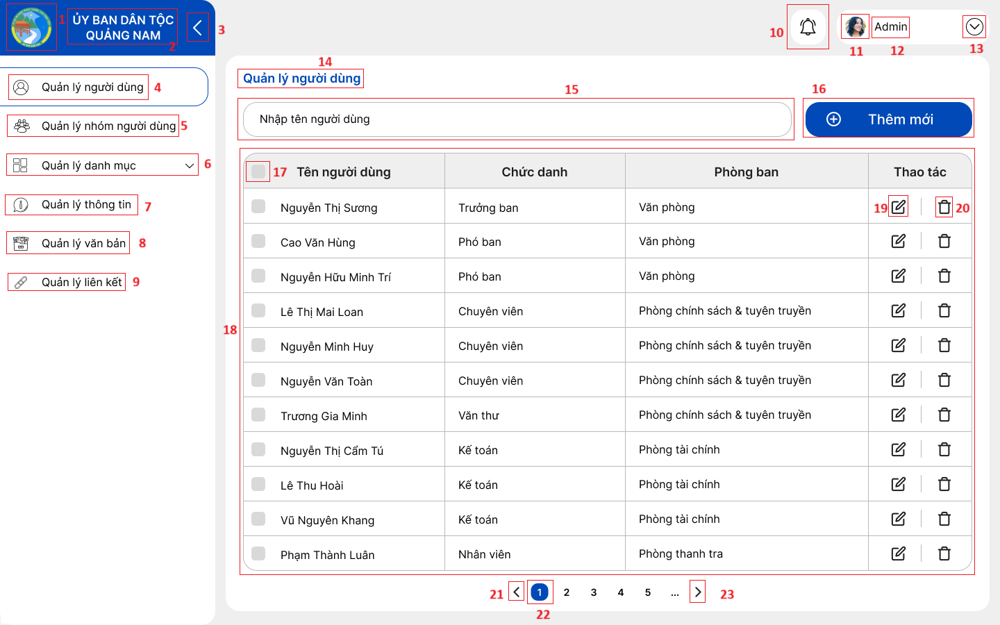 1
ỦY BAN DÂN TỘC
QUẢNG NAM
2
3
Quản lý người dùng
4
Quản lý nhóm người dùng
5
Quản lý danh mục
6
Quản lý thông tin
7
Quản lý văn bản
8
Quản lý liên kết
9
10
11
Admin
12
13
14
Quản lý người dùng
15
Nhập tên người dùng
16
Thêm mới
17 Tên người dùng Chức danh Phòng ban Thao tác
Nguyễn Thị Sương Trưởng ban Văn phòng 19 20
Cao Văn Hùng Phó ban Văn phòng
Nguyễn Hữu Minh Trí Phó ban Văn phòng
Lê Thị Mai Loan Chuyên viên Phòng chính sách & tuyên truyền
18
Nguyễn Minh Huy Chuyên viên Phòng chính sách & tuyên truyền
Nguyễn Văn Toàn Chuyên viên Phòng chính sách & tuyên truyền
Trương Gia Minh Văn thư Phòng chính sách & tuyên truyền
Nguyễn Thị Cẩm Tú Kế toán Phòng tài chính
Lê Thu Hoài Kế toán Phòng tài chính
Vũ Nguyên Khang Kế toán Phòng tài chính
Phạm Thành Luân Nhân viên Phòng thanh tra
21 1 2 3 4 5 ... 23
22